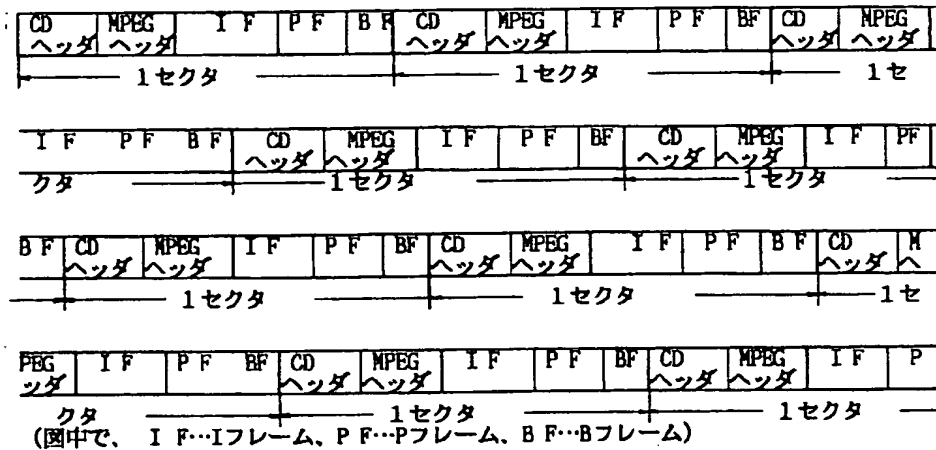 CD MPEG I F P F B F CD MPEG I F P F BF CD MPEG
ヘッダ ヘッダ ヘッダ ヘッダ ヘッダ ヘッダ
1セクタ 1セクタ 1セ
I F P F B F CD MPEG I F P F BF CD MPEG I F PF
ヘッダ ヘッダ ヘッダ ヘッダ
クタ 1セクタ 1セクタ
B F CD MPEG I F P F BF CD MPEG I F P F B F CD M
ヘッダ ヘッダ ヘッダ ヘッダ ヘッダ ヘ
1セクタ 1セクタ 1セ
PEG I F P F BF CD MPEG I F P F BF CD MPEG I F P
ッダ ヘッダ ヘッダ ヘッダ ヘッダ
クタ 1セクタ 1セクタ
(図中で、 I F…Iフレーム、P F…Pフレーム、B F…Bフレーム)